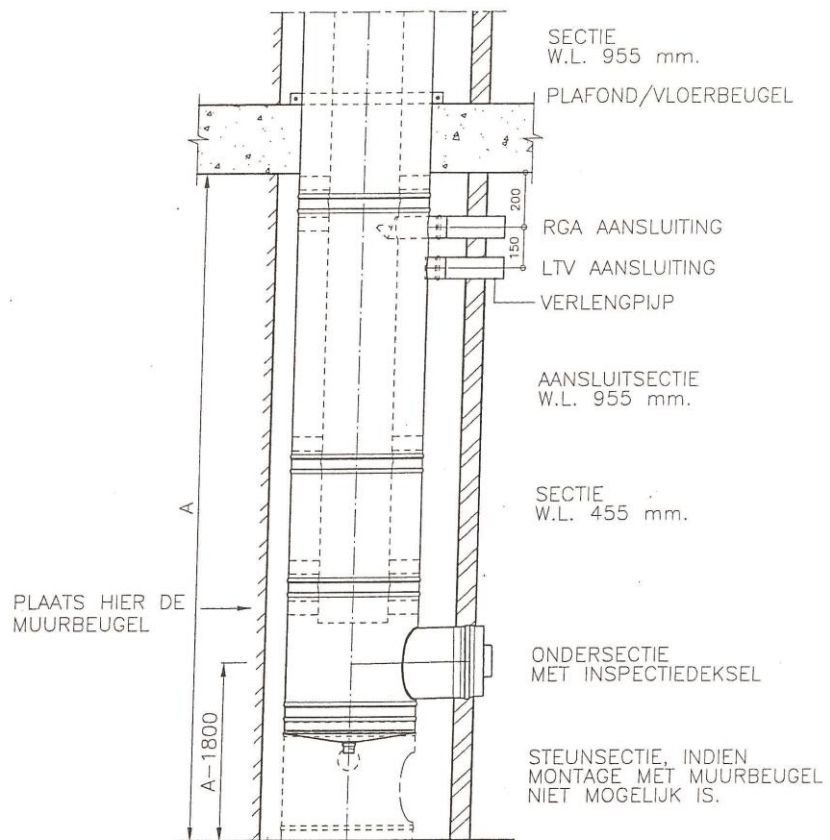 SECTIE
W.L. 955 mm.
PLAFOND/VLOERBEUGEL
200
RGA AANSLUITING
150
LTV AANSLUITING
VERLENGPIJP
AANSLUITSECTIE
W.L. 955 mm.
A
SECTIE
W.L. 455 mm.
PLAATS HIER DE
MUURBEUGEL
ONDERSECTIE
MET INSPECTIEDEKSEL
A-1800
STEUNSECTIE, INDIEN
MONTAGE MET MUURBEUGEL
NIET MOGELIJK IS.